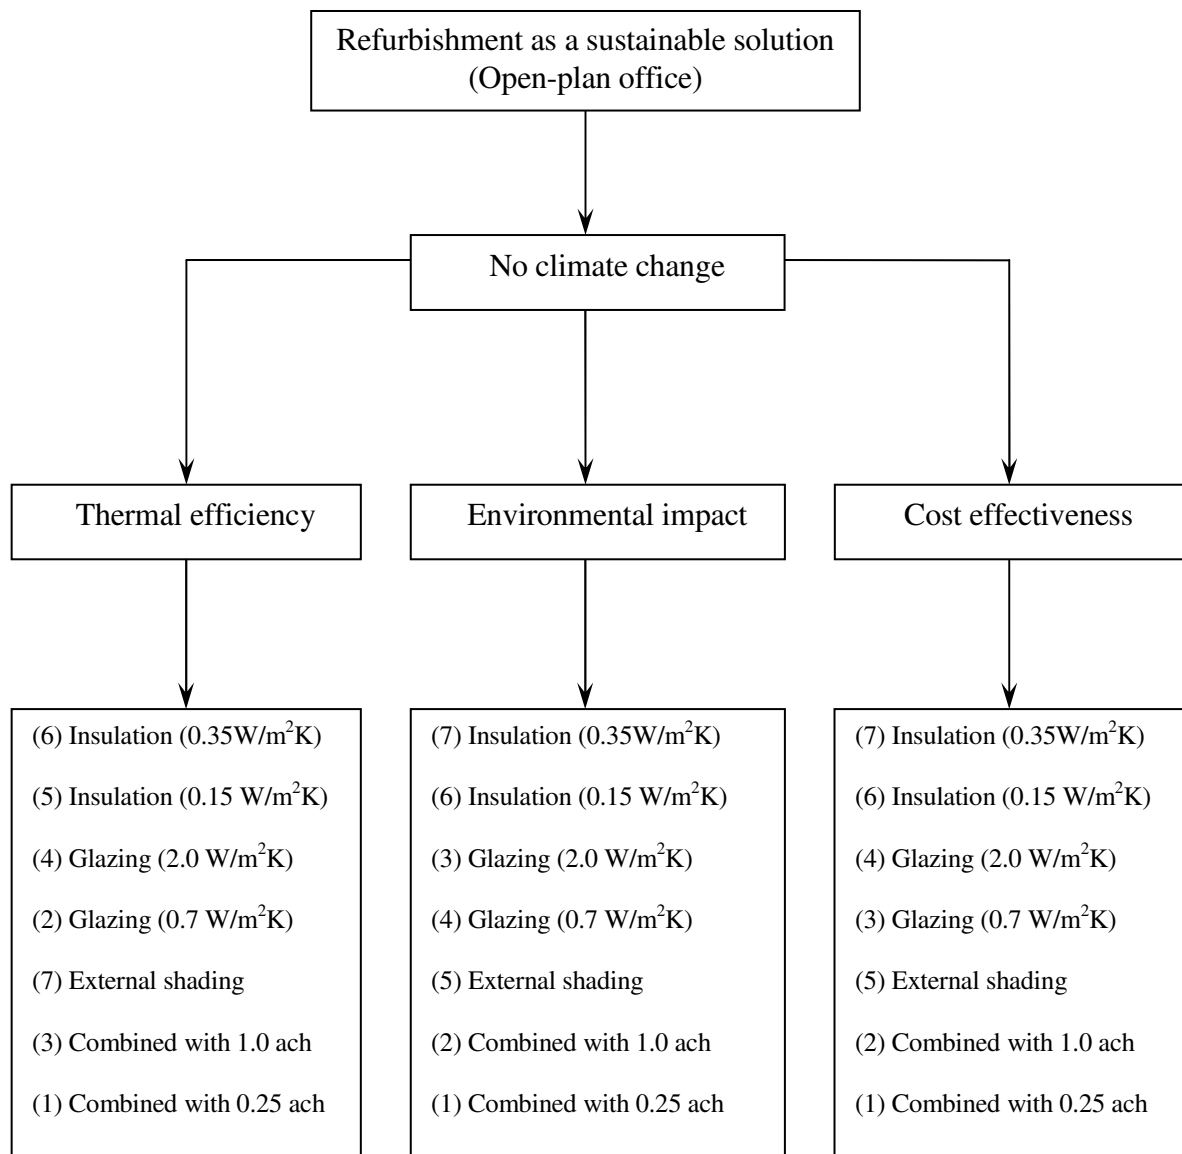 Refurbishment as a sustainable solution
(Open-plan office)
No climate change
Thermal efficiency
Environmental impact
Cost effectiveness
(6) Insulation (0.35W/m²K)
(5) Insulation (0.15 W/m²K)
(4) Glazing (2.0 W/m²K)
(2) Glazing (0.7 W/m²K)
(7) External shading
(3) Combined with 1.0 ach
(1) Combined with 0.25 ach
(7) Insulation (0.35W/m²K)
(6) Insulation (0.15 W/m²K)
(3) Glazing (2.0 W/m²K)
(4) Glazing (0.7 W/m²K)
(5) External shading
(2) Combined with 1.0 ach
(1) Combined with 0.25 ach
(7) Insulation (0.35W/m²K)
(6) Insulation (0.15 W/m²K)
(4) Glazing (2.0 W/m²K)
(3) Glazing (0.7 W/m²K)
(5) External shading
(2) Combined with 1.0 ach
(1) Combined with 0.25 ach